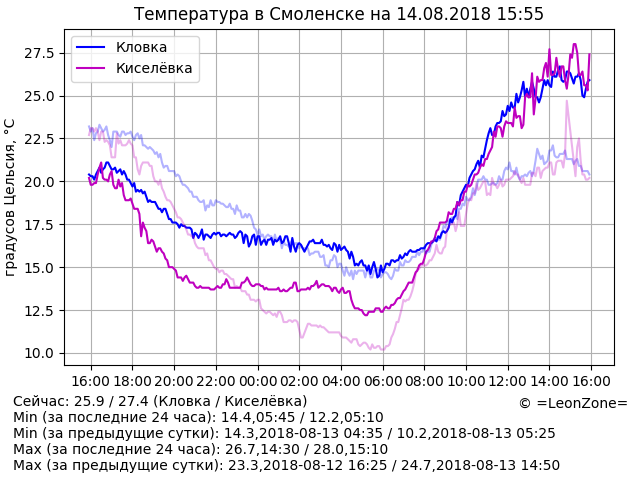 Температура в Смоленске на 14.08.2018 15:55
Кловка
Киселёвка
градусов Цельсия, °C
27.5
25.0
22.5
20.0
17.5
15.0
12.5
10.0
16:00 18:00 20:00 22:00 00:00 02:00 04:00 06:00 08:00 10:00 12:00 14:00 16:00
Сейчас: 25.9 / 27.4 (Кловка / Киселёвка)
© =LeonZone=
Min (за последние 24 часа): 14.4,05:45 / 12.2,05:10
Min (за предыдущие сутки): 14.3,2018-08-13 04:35 / 10.2,2018-08-13 05:25
Max (за последние 24 часа): 26.7,14:30 / 28.0,15:10
Max (за предыдущие сутки): 23.3,2018-08-12 16:25 / 24.7,2018-08-13 14:50